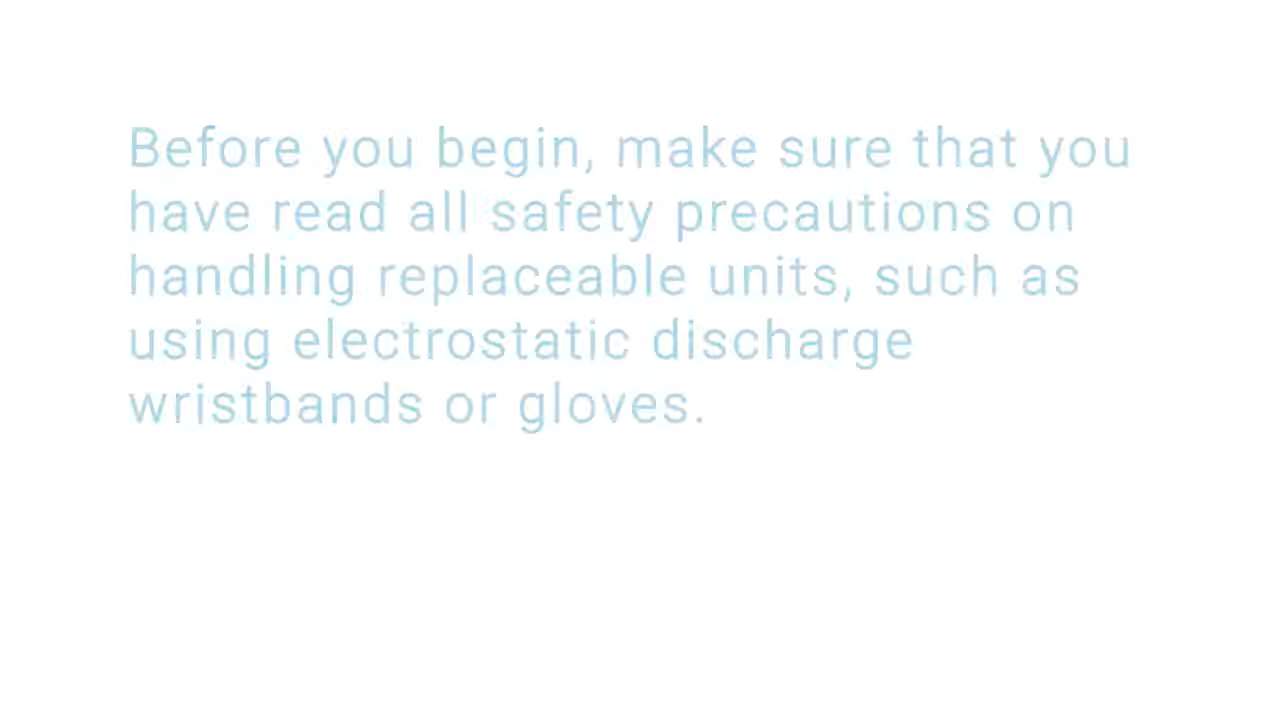 Before you begin, make sure that you
have read all safety precautions on
handling replaceable units, such as
using electrostatic discharge
wristbands or gloves.